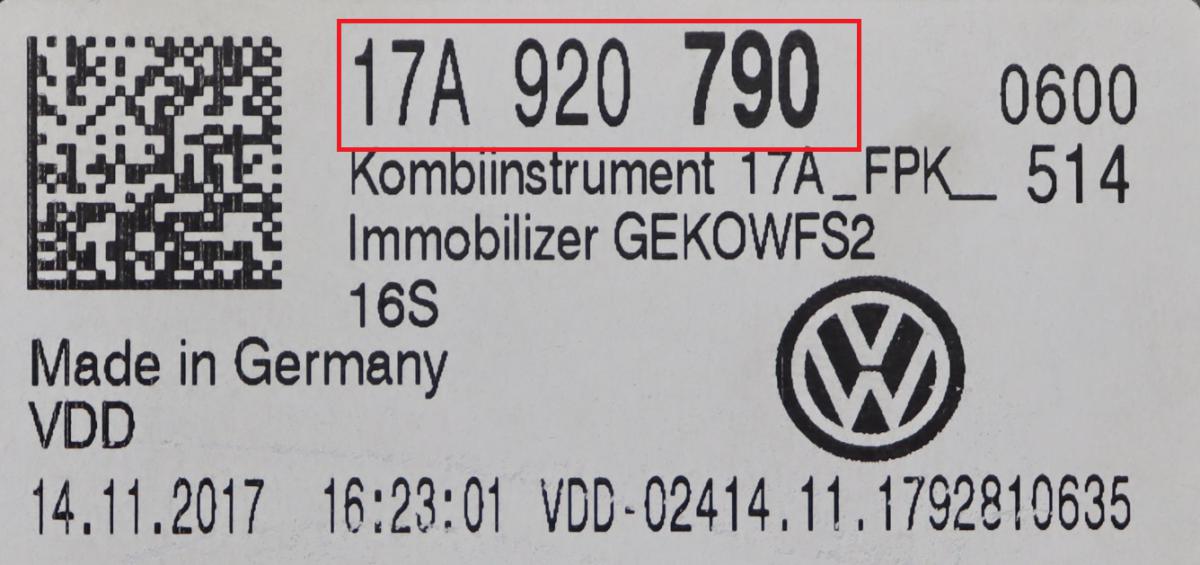 17A 920 790 0600
Kombiinstrument 17A_FPK_ 514
Immobilizer GEKOWFS2
16S
Made in Germany
VDD
14.11.2017 16:23:01 VDD-02414.11.1792810635